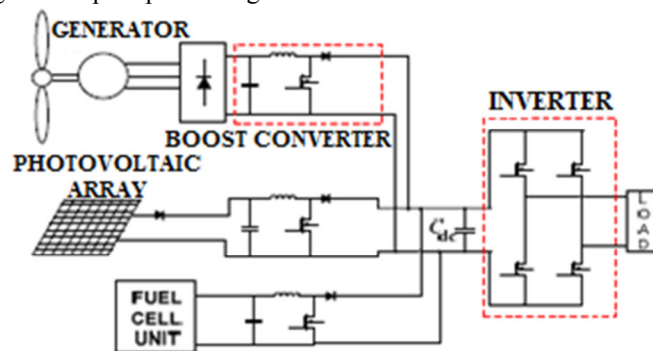 GENERATOR
INVERTER
BOOST CONVERTER
PHOTOVOLTAIC
ARRAY
LOAD
Cdc
FUEL
CELL
UNIT